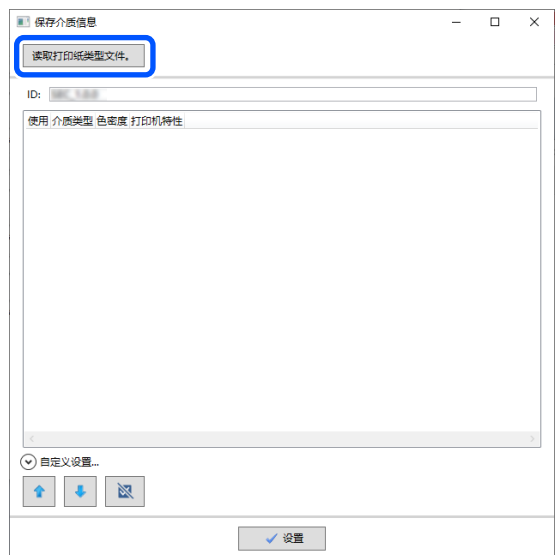 保存介质信息
读取打印纸类型文件。
ID:
使用 介质类型 色密度 打印机特性
自定义设置...
设置